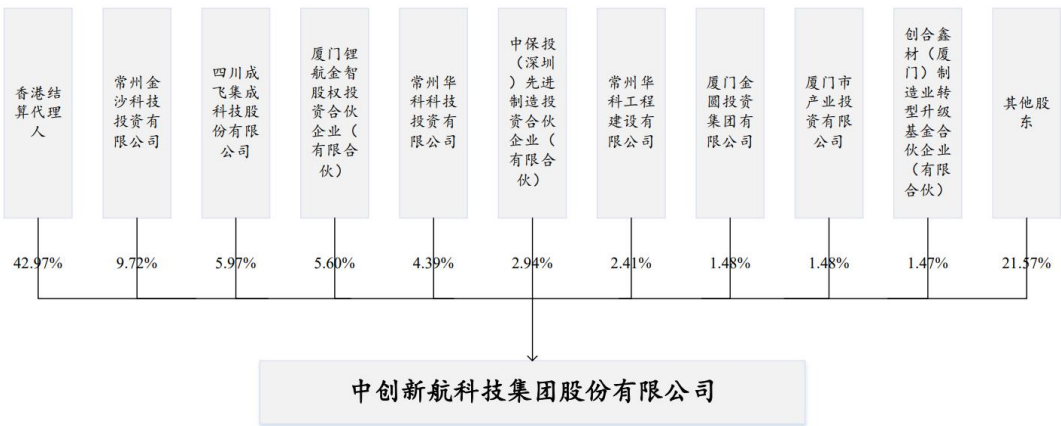 香港结
算代理
人
常州金
沙科技
投资有
限公司
四川成
飞集成
科技股
份有限
公司
厦门锂
航金智
股权投
资合伙
企业（
有限合
伙）
常州华
科科技
投资有
限公司
中保投
（深圳
）先进
制造投
资合伙
企业（
有限合
伙）
常州华
科工程
建设有
限公司
厦门金
圆投资
集团有
限公司
厦门市
产业投
资有限
公司
创合鑫
材（厦
门）制
造业转
型升级
基金合
伙企业
（有限
合伙）
其他股
东
42.97%
9.72%
5.97%
5.60%
4.39%
2.94%
2.41%
1.48%
1.48%
1.47%
21.57%
中创新航科技集团股份有限公司